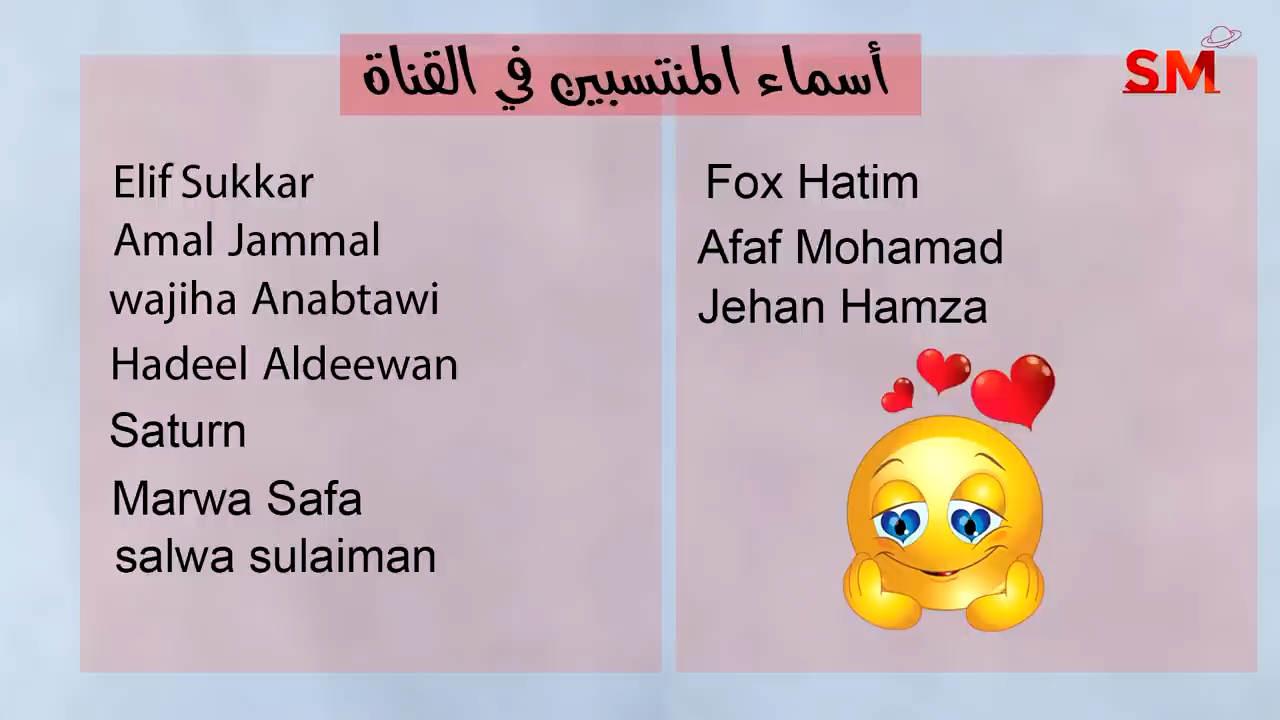 أسماء المنتسبين في القناة
SM
Elif Sukkar
Amal Jammal
wajiha Anabtawi
Hadeel Aldeewan
Saturn
Marwa Safa
salwa sulaiman
Fox Hatim
Afaf Mohamad
Jehan Hamza